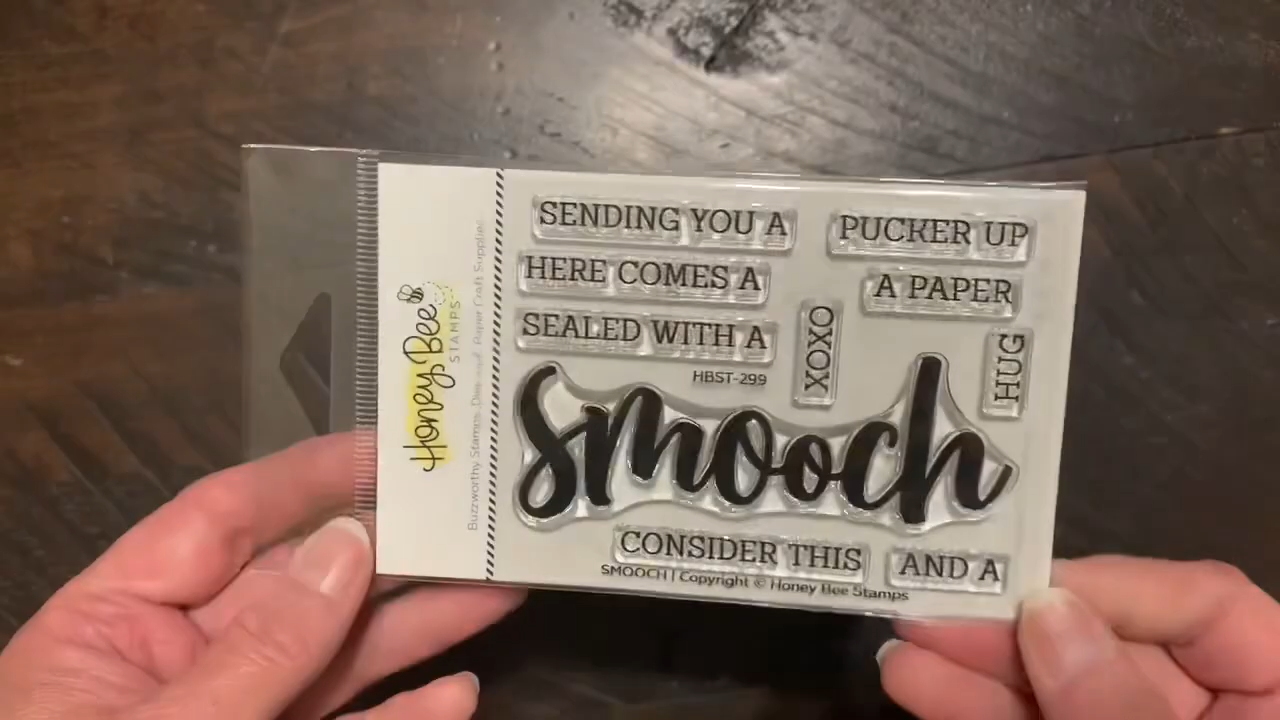 Honey Bee
STAMPS
Buzzworthy Stamps, Dies and Paper Craft Supplies
SENDING YOU A
PUCKER UP
HERE COMES A
A PAPER
SEALED WITH A
XOXO
HUG
HBST-299
smooch
CONSIDER THIS
AND A
SMOOCH | Copyright © Honey Bee Stamps